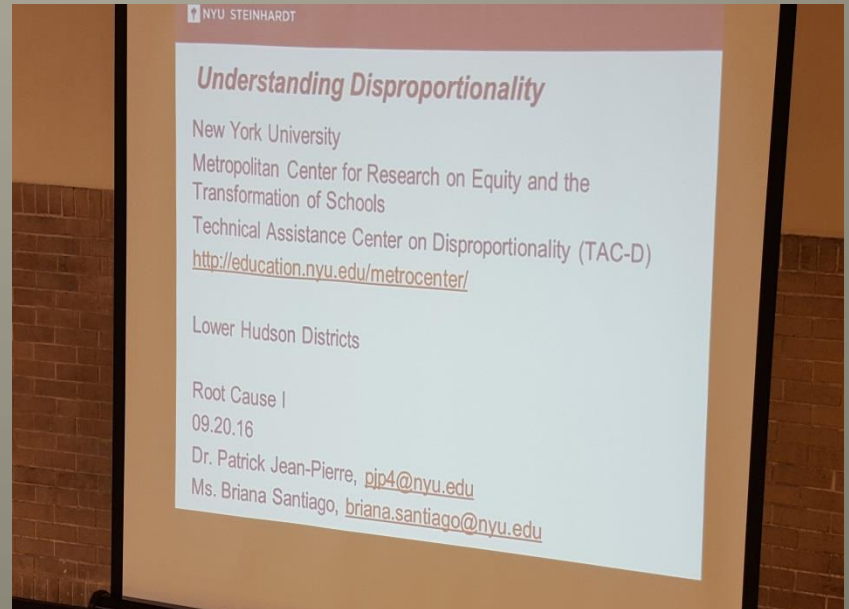 NYU STEINHARDT
Understanding Disproportionality
New York University
Metropolitan Center for Research on Equity and the
Transformation of Schools
Technical Assistance Center on Disproportionality (TAC-D)
http://education.nyu.edu/metrocenter/
Lower Hudson Districts
Root Cause I
09.20.16
Dr. Patrick Jean-Pierre, pjp4@nyu.edu
Ms. Briana Santiago, briana.santiago@nyu.edu